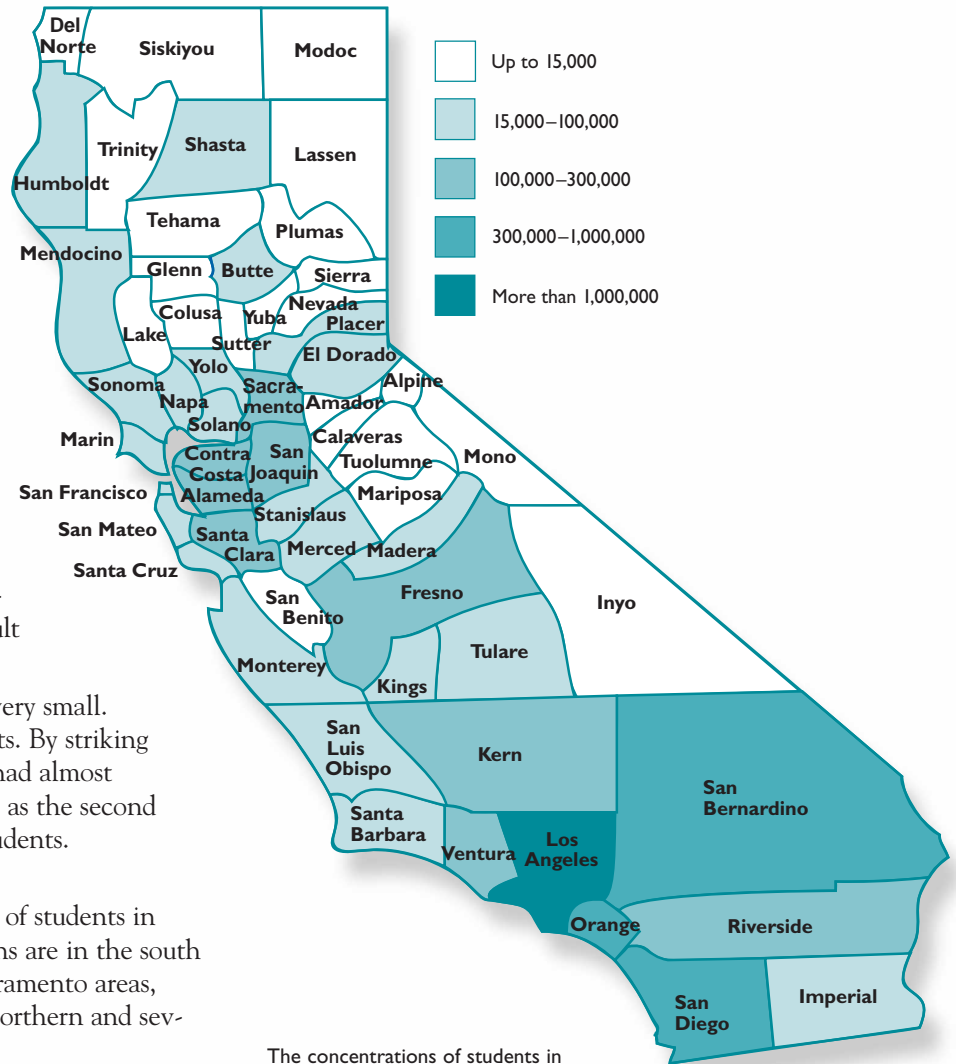 Del
Norte
Siskiyou
Modoc
Up to 15,000
15,000–100,000
100,000–300,000
300,000–1,000,000
More than 1,000,000
Trinity
Shasta
Lassen
Humboldt
Tehama
Plumas
Mendocino
Glenn
Butte
Sierra
Colusa
Yuba
Nevada
Placer
Lake
Sutter
El Dorado
Yolo
Sonoma
Napa
Sacra-
mento
Alpine
Amador
Solano
Marin
Contra
Costa
San
Joaquin
Calaveras
Tuolumne
Mono
San Francisco
Alameda
Mariposa
Stanislaus
San Mateo
Santa
Clara
Merced
Madera
Santa Cruz
San
Benito
Fresno
Inyo
Monterey
Kings
Tulare
San
Luis
Obispo
Kern
San
Bernardino
Santa
Barbara
Ventura
Los
Angeles
Orange
Riverside
San
Diego
Imperial
ult
very small.
ts. By striking
had almost
as the second
udents.
of students in
ns are in the south
ramento areas,
orthern and sev-
The concentrations of students in